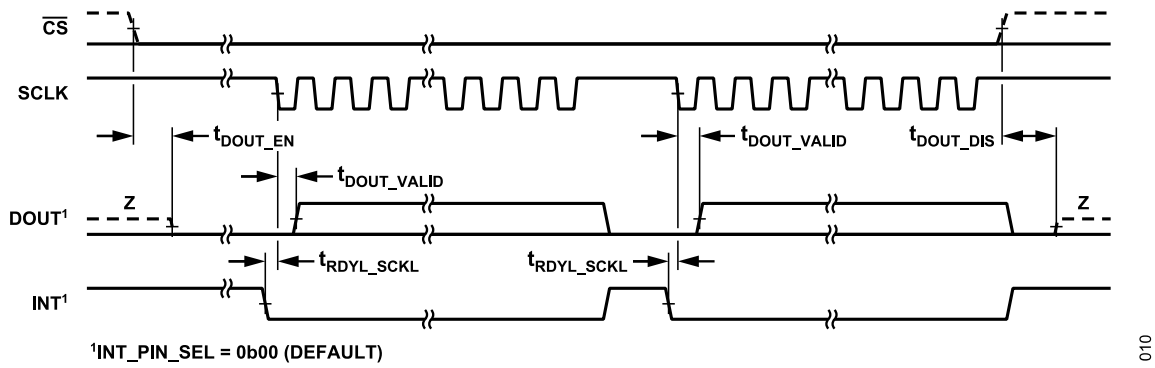 CS
SCLK
tDOUT_EN
tDOUT_VALID
tDOUT_DIS
tDOUT_VALID
Z
Z
DOUT¹
tRDYL_SCKL
tRDYL_SCKL
INT¹
¹INT_PIN_SEL = 0b00 (DEFAULT)
010